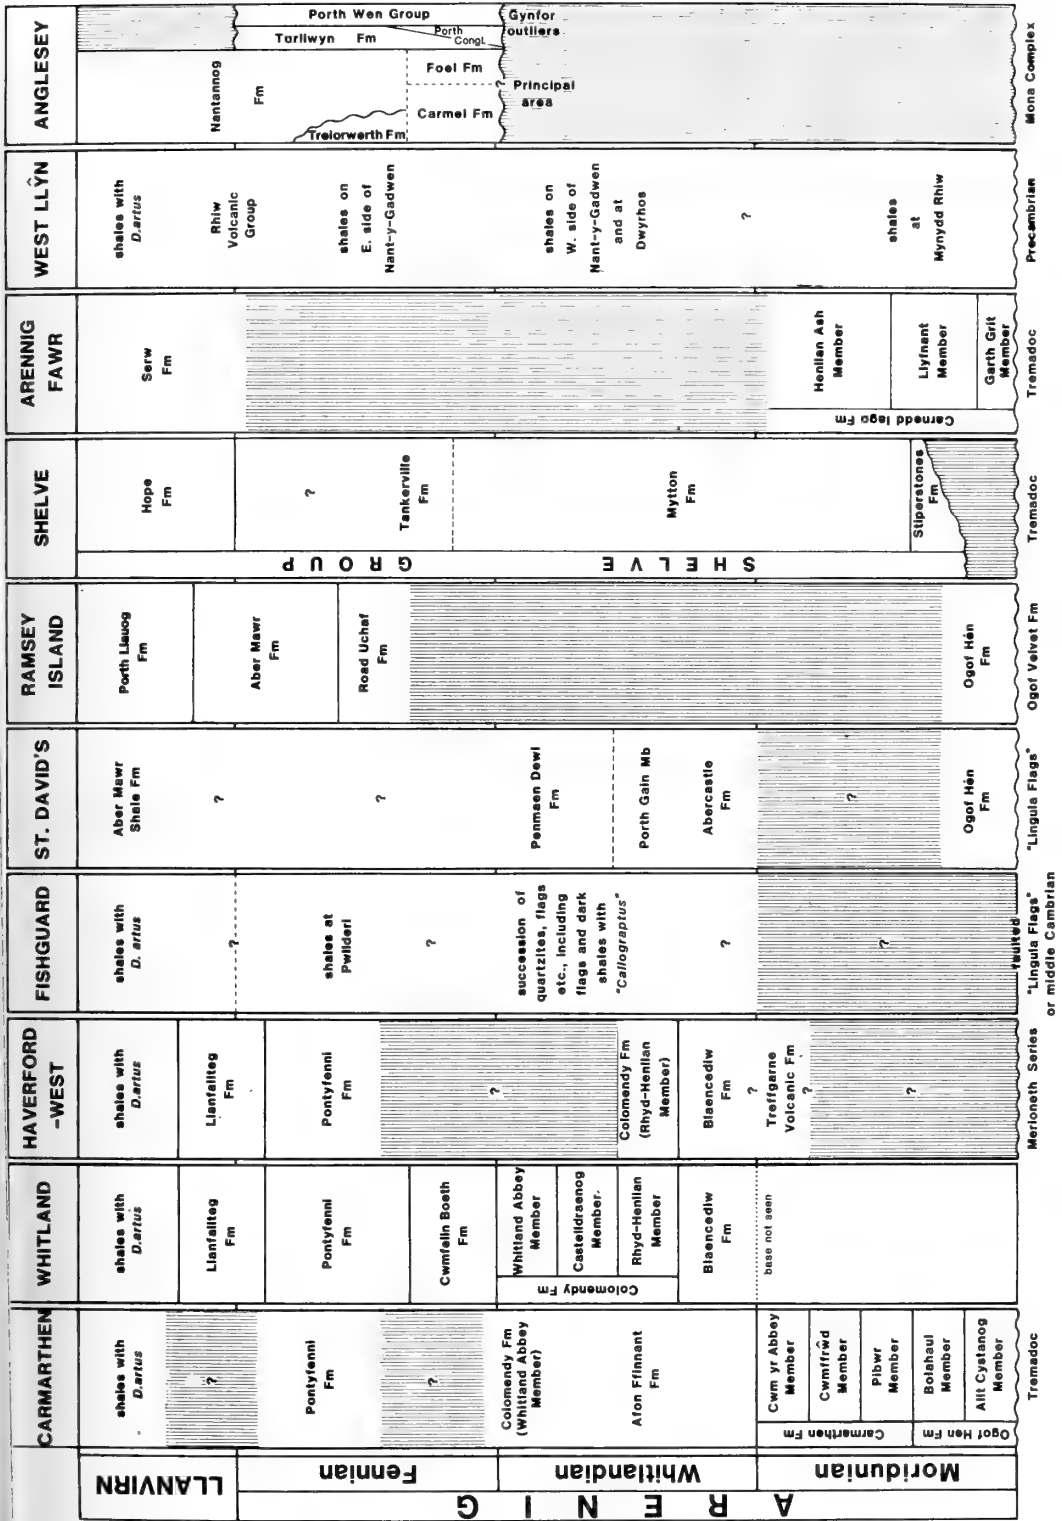 CARMARTHEN
WHITLAND
HAVERFORD
-WEST
FISHGUARD
ST. DAVID'S
RAMSEY
ISLAND
SHELVE
ARENNIG
FAWR
WEST LLŶN
ANGLESEY
LLANVIRN
ARENIG
Fennian
Whitlandian
Moridunian
shales with
D.artus
?
Pontyfenni
Fm
?
Colomendy Fm
(Whitland Abbey
Member)
Afon Ffinnant
Fm
Carmarthen Fm
Cwm yr Abbey
Member
Cwmffrŵd
Member
Pibwr
Member
Ogof Hen Fm
Bolahaul
Member
Allt Cystanog
Member
Tremadoc
shales with
D.artus
Llanfallteg
Fm
Pontyfenni
Fm
Cwmfelin Boeth
Fm
Colomendy Fm
Whitland Abbey
Member
Castelldraenog
Member.
Rhyd-Henllan
Member
Blaencediw
Fm
base not seen
shales with
D.artus
Llanfallteg
Fm
Pontyfenni
Fm
?
Colomendy Fm
(Rhyd-Henllan
Member)
Blaencediw
Fm
?
Treffgarne
Volcanic Fm
?
?
Merioneth Series
shales with
D. artus
?
shales at
Pwllderi
?
succession of
quartzites, flags
etc., including
flags and dark
shales with
"Callograptus"
?
?
faulted
"Lingula Flags"
or middle Cambrian
Aber Mawr
Shale Fm
?
?
Penmaen Dewi
Fm
Porth Gain Mb
Abercastle
Fm
?
Ogof Hên
Fm
"Lingula Flags"
Porth Llauog
Fm
Aber Mawr
Fm
Road Uchaf
Fm
Ogof Hên
Fm
Ogof Velvet Fm
SHELVE GROUP
Hope
Fm
?
Tankerville
Fm
Mytton
Fm
Stiperstones
Fm
Tremadoc
Serw
Fm
Carnedd Iago Fm
Henllan Ash
Member
Llyfnant
Member
Garth Grit
Member
Tremadoc
shales with
D.artus
Rhiw
Volcanic
Group
shales on
E. side of
Nant-y-Gadwen
shales on
W. side of
Nant-y-Gadwen
and at
Dwyrhos
?
shales
at
Mynydd Rhiw
Precambrian
Nantannog
Fm
Treiorwerth Fm
Carmel Fm
Foel Fm
?
Principal
area
Torllwyn Fm
Porth
Congl.
Porth Wen Group
Gynfor
outliers
Mona Complex